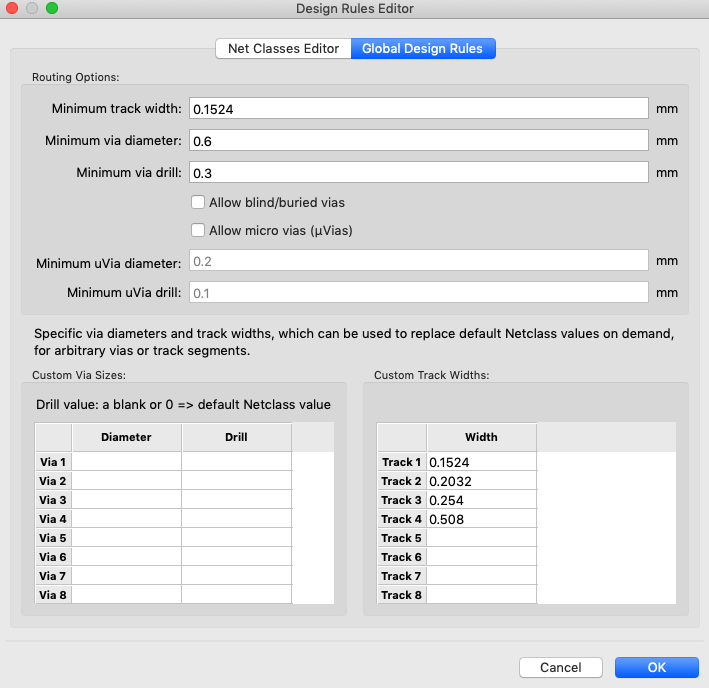 Design Rules Editor
Net Classes Editor Global Design Rules
Routing Options:
Minimum track width: 0.1524 mm
Minimum via diameter: 0.6 mm
Minimum via drill: 0.3 mm
Allow blind/buried vias
Allow micro vias (µVias)
Minimum uVia diameter: 0.2 mm
Minimum uVia drill: 0.1 mm
Specific via diameters and track widths, which can be used to replace default Netclass values on demand,
for arbitrary vias or track segments.
Custom Via Sizes:
Drill value: a blank or 0 => default Netclass value
Diameter Drill
Via 1
Via 2
Via 3
Via 4
Via 5
Via 6
Via 7
Via 8
Custom Track Widths:
Width
Track 1 0.1524
Track 2 0.2032
Track 3 0.254
Track 4 0.508
Track 5
Track 6
Track 7
Track 8
Cancel OK